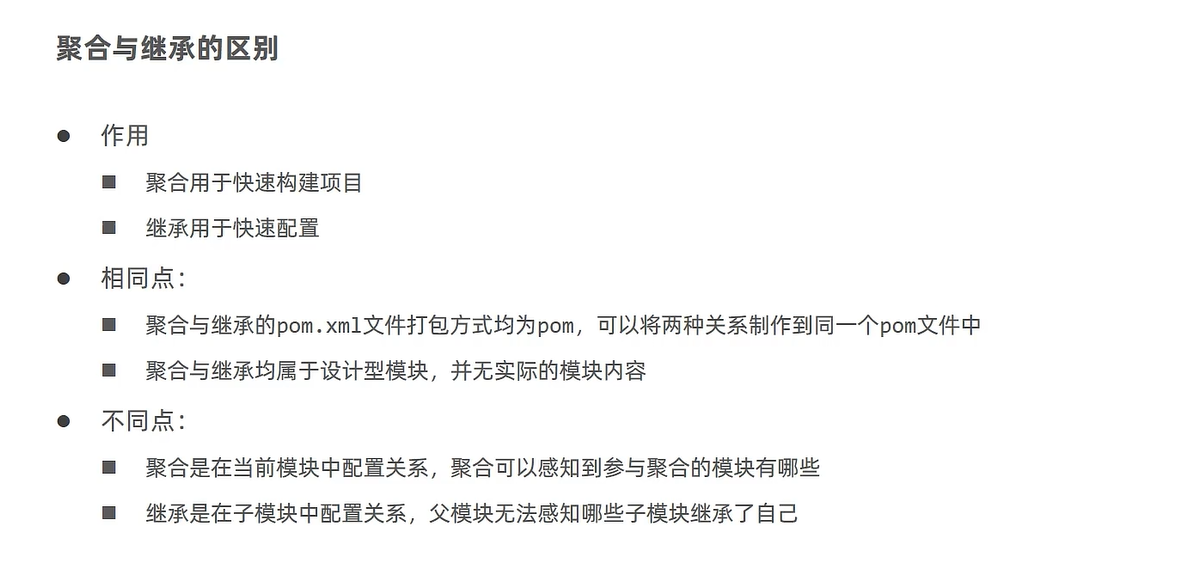 聚合与继承的区别
作用
聚合用于快速构建项目
继承用于快速配置
相同点：
聚合与继承的pom.xml文件打包方式均为pom，可以将两种关系制作到同一个pom文件中
聚合与继承均属于设计型模块，并无实际的模块内容
不同点：
聚合是在当前模块中配置关系，聚合可以感知到参与聚合的模块有哪些
继承是在子模块中配置关系，父模块无法感知哪些子模块继承了自己